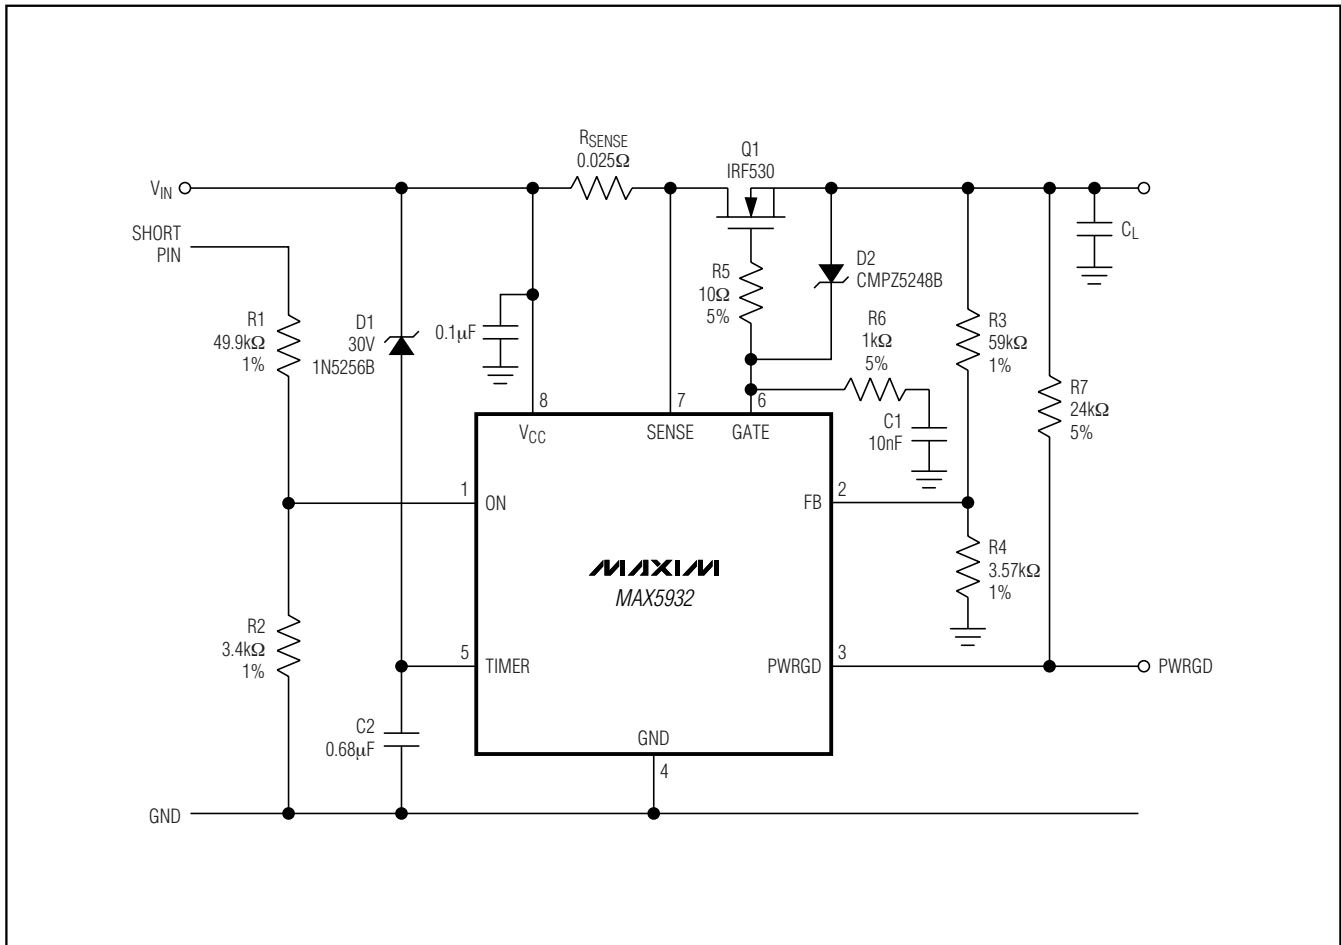 RSENSE
0.025Ω
Q1
IRF530
VIN
SHORT
PIN
CL
D2
CMPZ5248B
R5
10Ω
5%
R1
49.9kΩ
1%
D1
30V
1N5256B
0.1µF
R6
1kΩ
5%
R3
59kΩ
1%
R7
24kΩ
5%
8
7
6
VCC
SENSE
GATE
C1
10nF
1
ON
FB
2
R4
3.57kΩ
1%
MAXIM
MAX5932
R2
3.4kΩ
1%
5
TIMER
PWRGD
3
PWRGD
C2
0.68µF
GND
4
GND